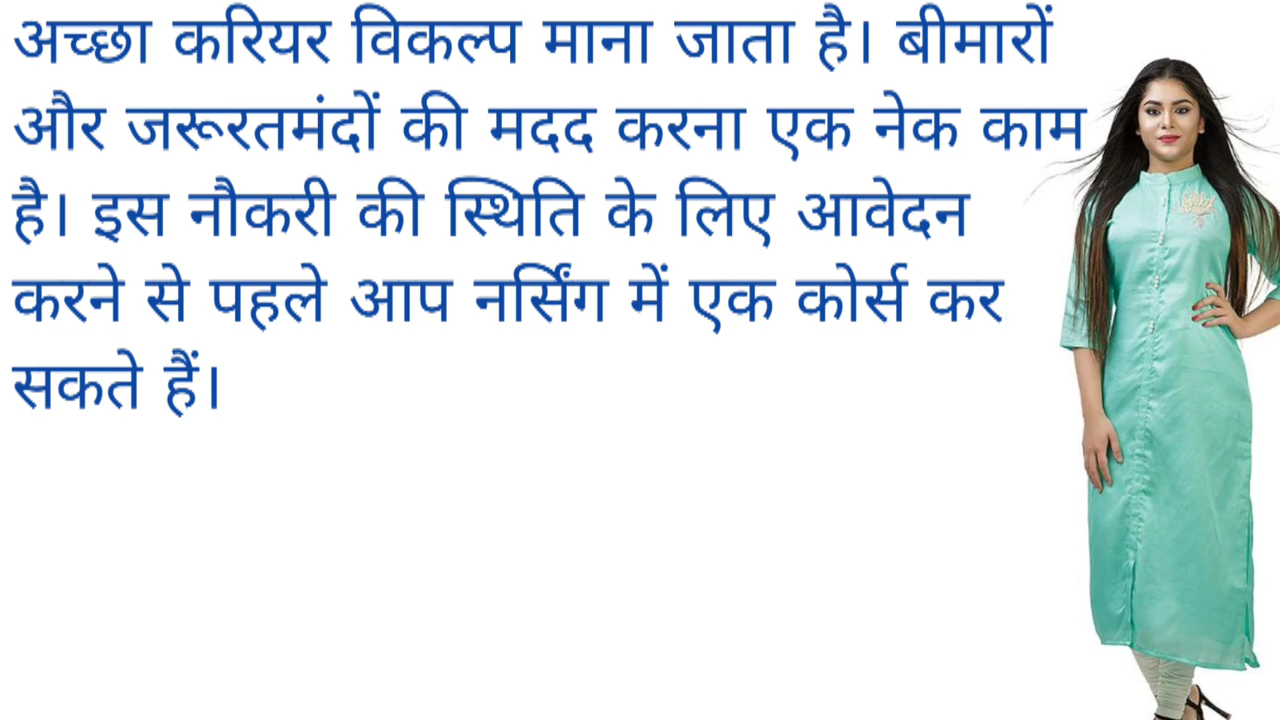 अच्छा करियर विकल्प माना जाता है। बीमारों
और जरूरतमंदों की मदद करना एक नेक काम
है। इस नौकरी की स्थिति के लिए आवेदन
करने से पहले आप नर्सिंग में एक कोर्स कर
सकते हैं।